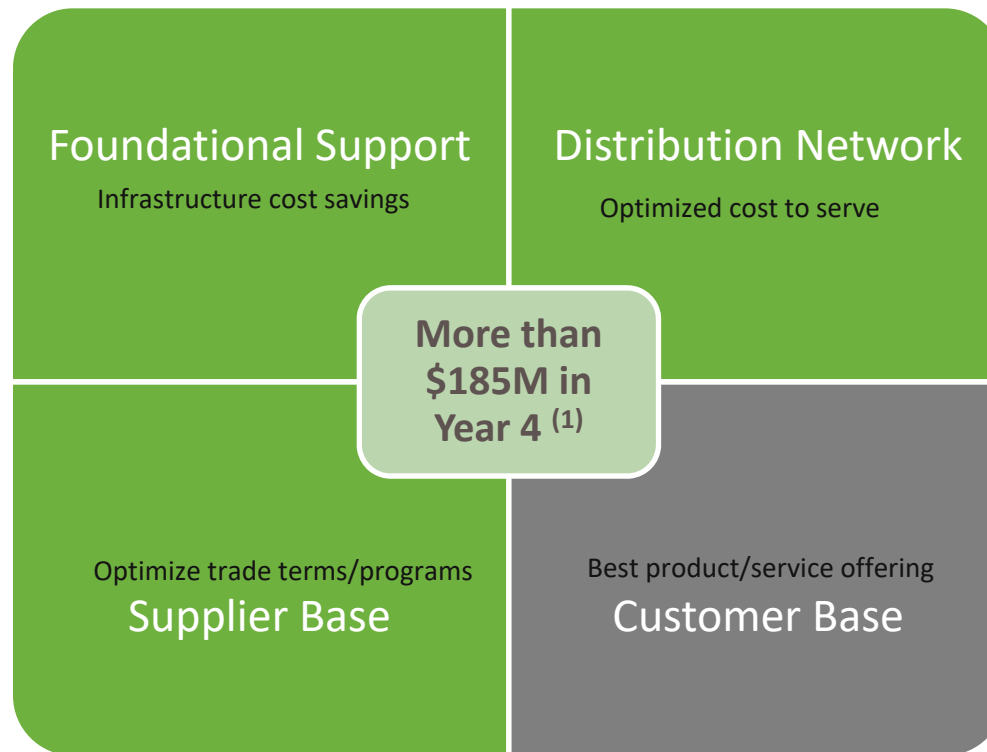 Foundational Support
Infrastructure cost savings
Distribution Network
Optimized cost to serve
More than
$185M in
Year 4 (1)
Optimize trade terms/programs
Supplier Base
Best product/service offering
Customer Base